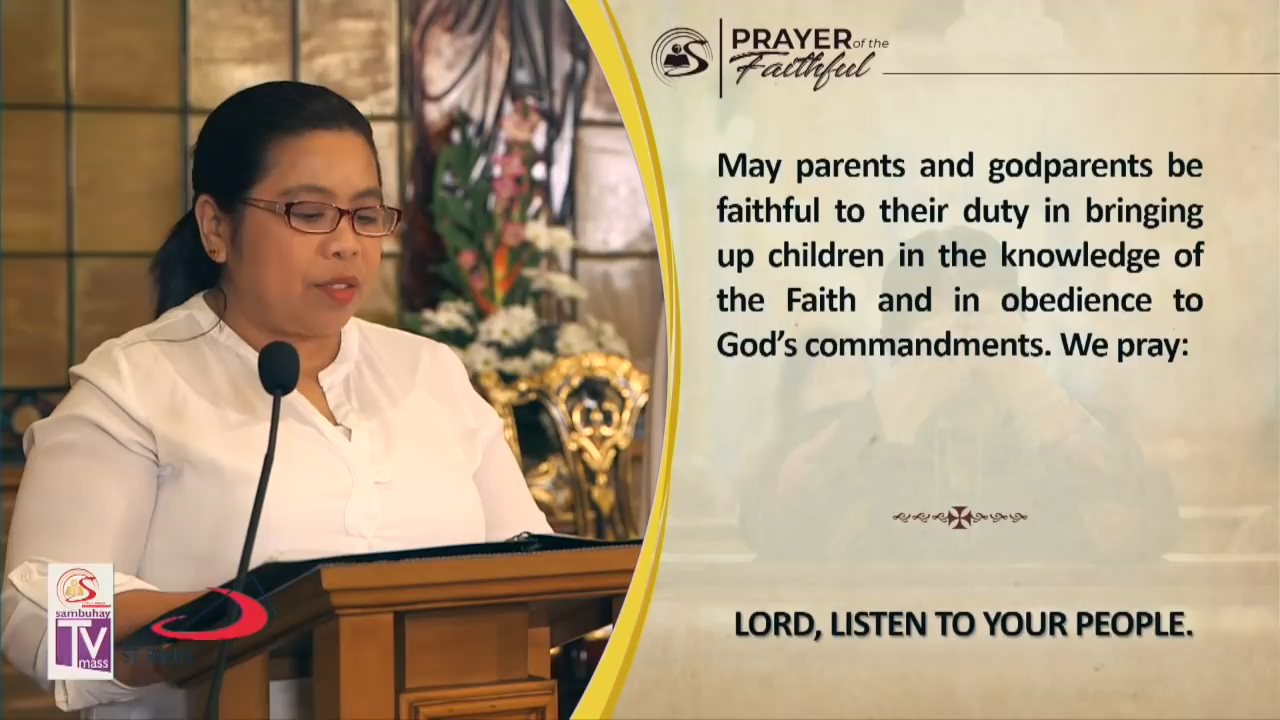 PRAYER of the
Faithful
May parents and godparents be
faithful to their duty in bringing
up children in the knowledge of
the Faith and in obedience to
God's commandments. We pray:
LORD, LISTEN TO YOUR PEOPLE.
sambuhay
TV
mass